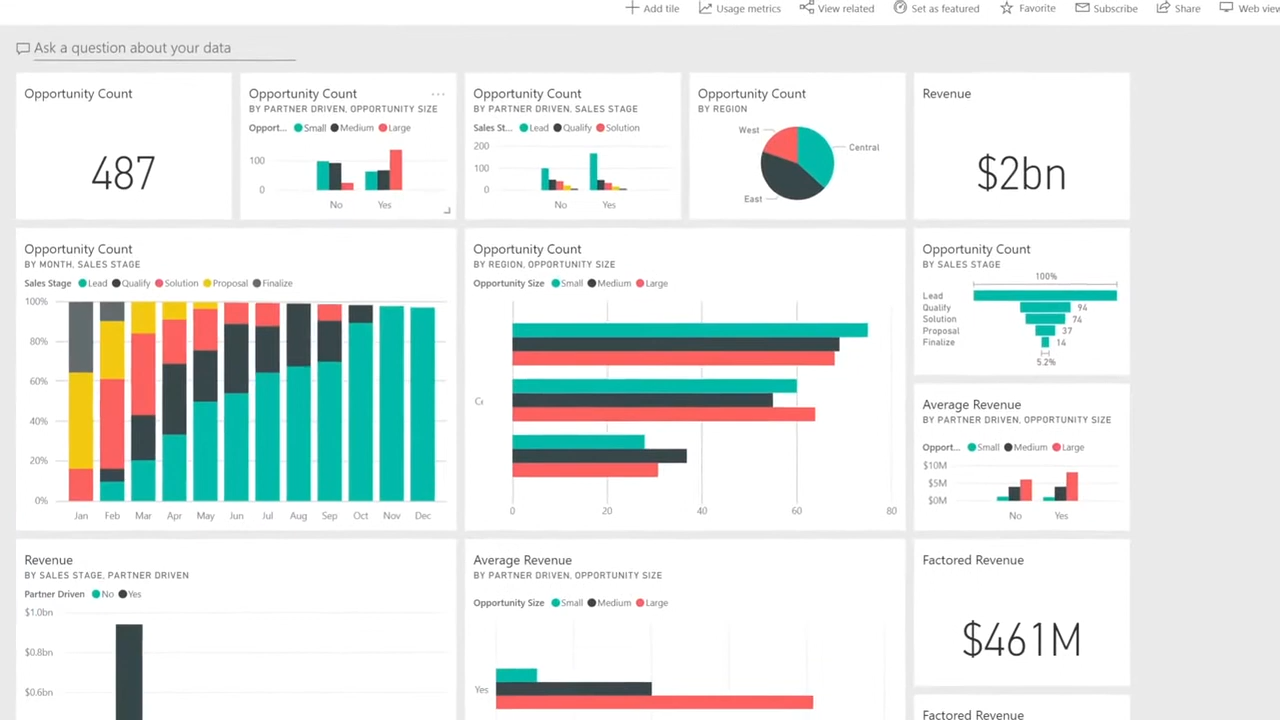 Add tile Usage metrics View related Set as featured Favorite Subscribe Share Web view
Ask a question about your data
Opportunity Count
487
Opportunity Count
BY PARTNER DRIVEN, OPPORTUNITY SIZE
Opport... Small Medium Large
100
0
No Yes
Opportunity Count
BY PARTNER DRIVEN, SALES STAGE
Sales St... Lead Qualify Solution
200
100
0
No Yes
Opportunity Count
BY REGION
West
Central
East
Revenue
$2bn
Opportunity Count
BY MONTH, SALES STAGE
Sales Stage Lead Qualify Solution Proposal Finalize
100%
80%
60%
40%
20%
0%
Jan Feb Mar Apr May Jun Jul Aug Sep Oct Nov Dec
Opportunity Count
BY REGION, OPPORTUNITY SIZE
Opportunity Size Small Medium Large
0 20 40 60 80
Opportunity Count
BY SALES STAGE
100%
Lead
Qualify 94
Solution 74
Proposal 37
Finalize 14
5.2%
Average Revenue
BY PARTNER DRIVEN, OPPORTUNITY SIZE
Opport... Small Medium Large
$10M
$5M
$0M
No Yes
Revenue
BY SALES STAGE, PARTNER DRIVEN
Partner Driven No Yes
$1.0bn
$0.8bn
$0.6bn
Average Revenue
BY PARTNER DRIVEN, OPPORTUNITY SIZE
Opportunity Size Small Medium Large
Yes
Factored Revenue
$461M
Factored Revenue